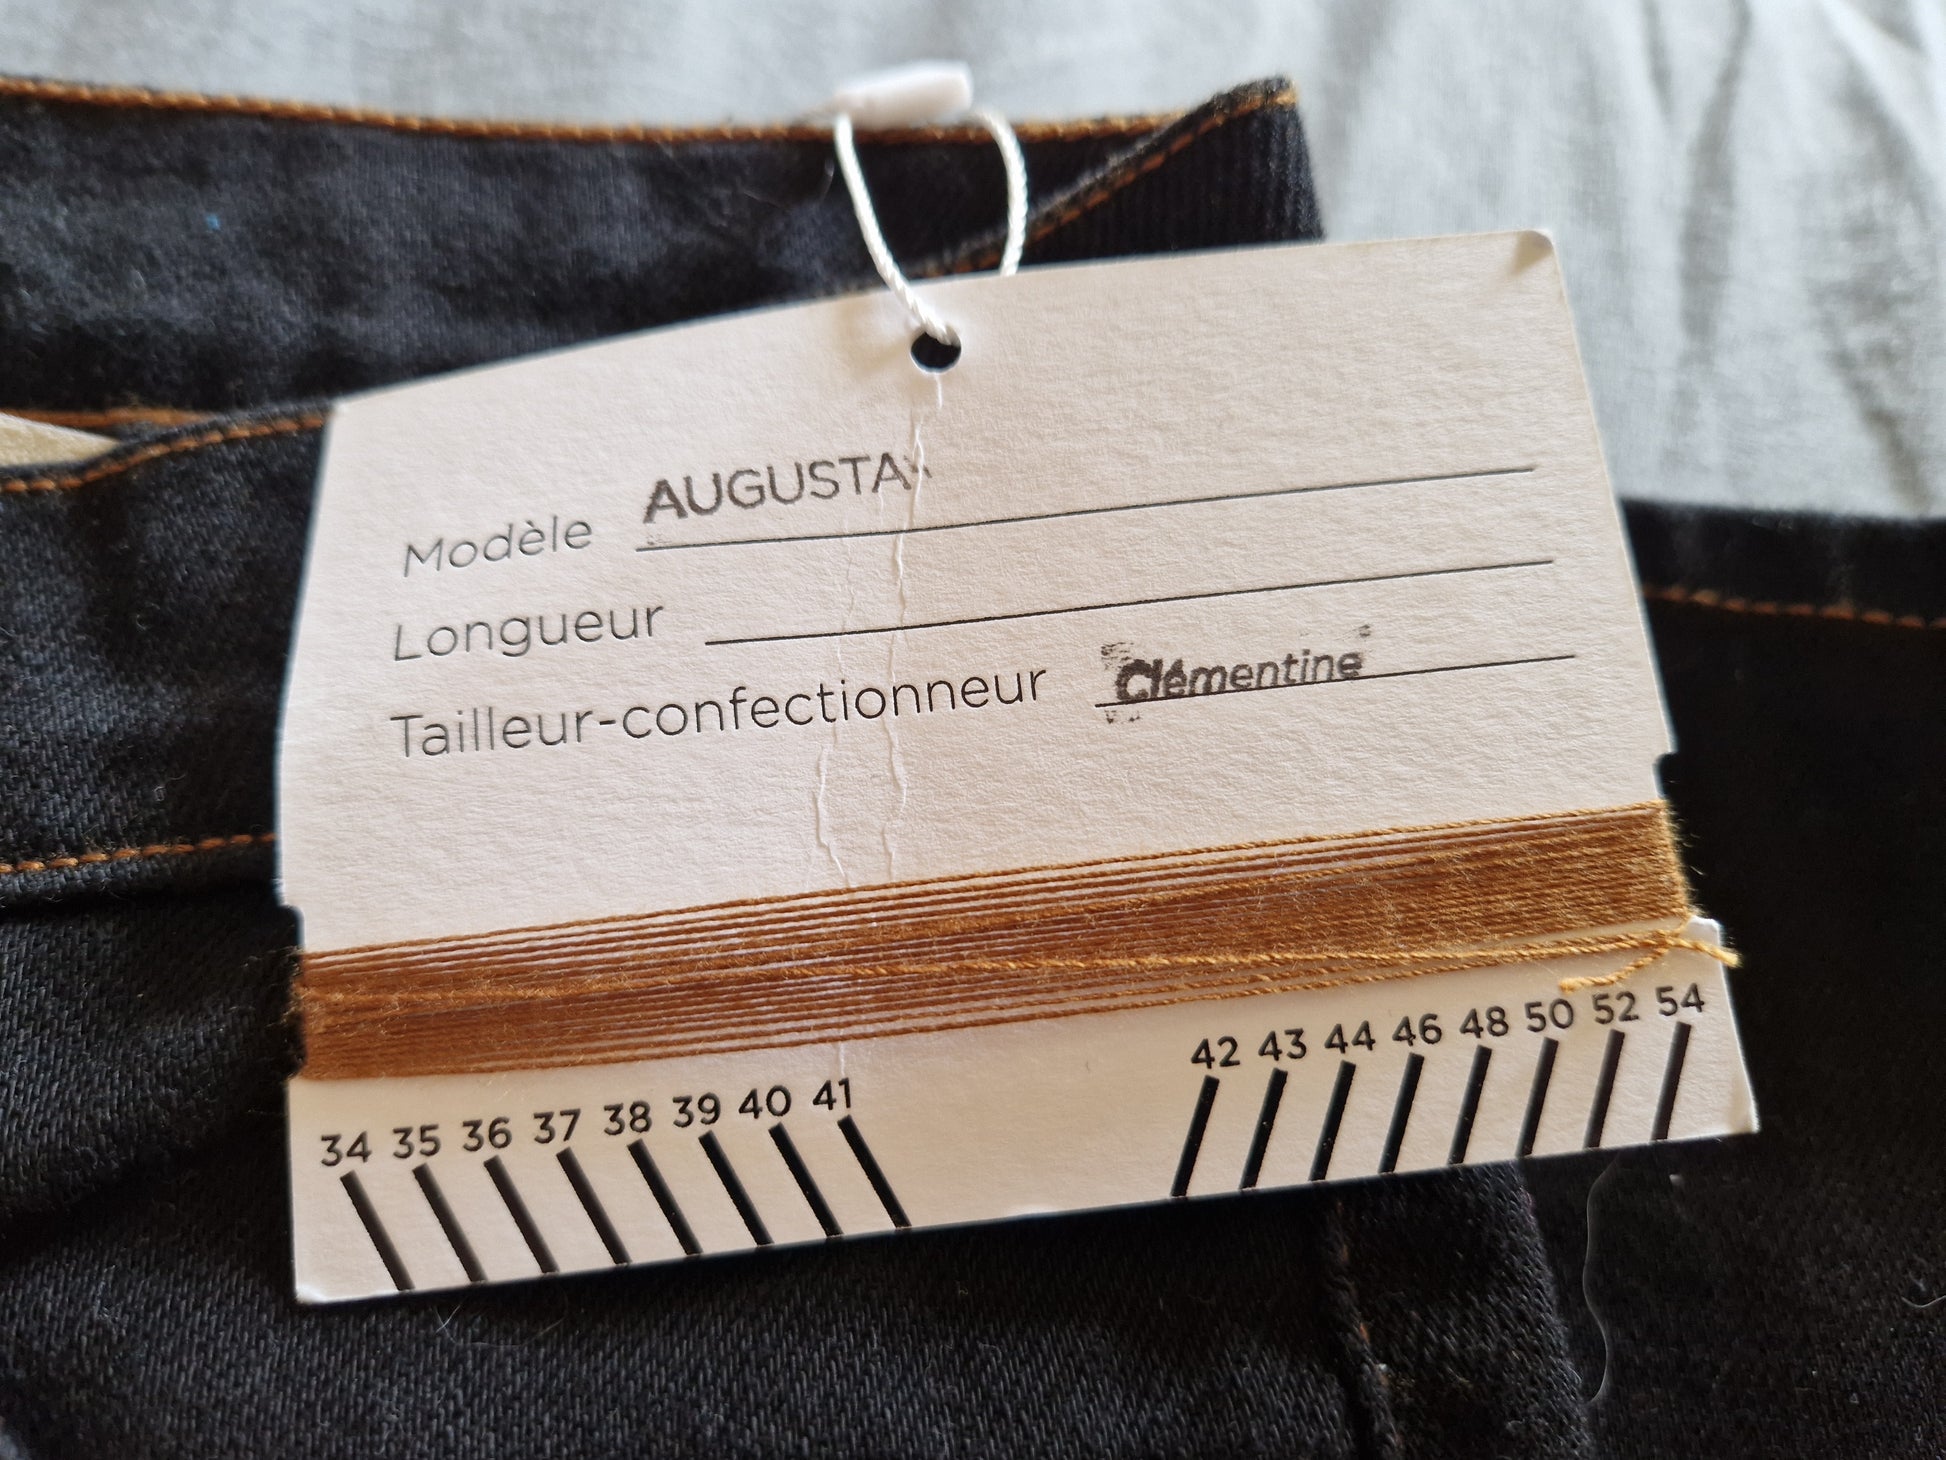 Modèle AUGUSTA
Longueur
Tailleur-confectionneur Clémentine
34 35 36 37 38 39 40 41 42 43 44 46 48 50 52 54